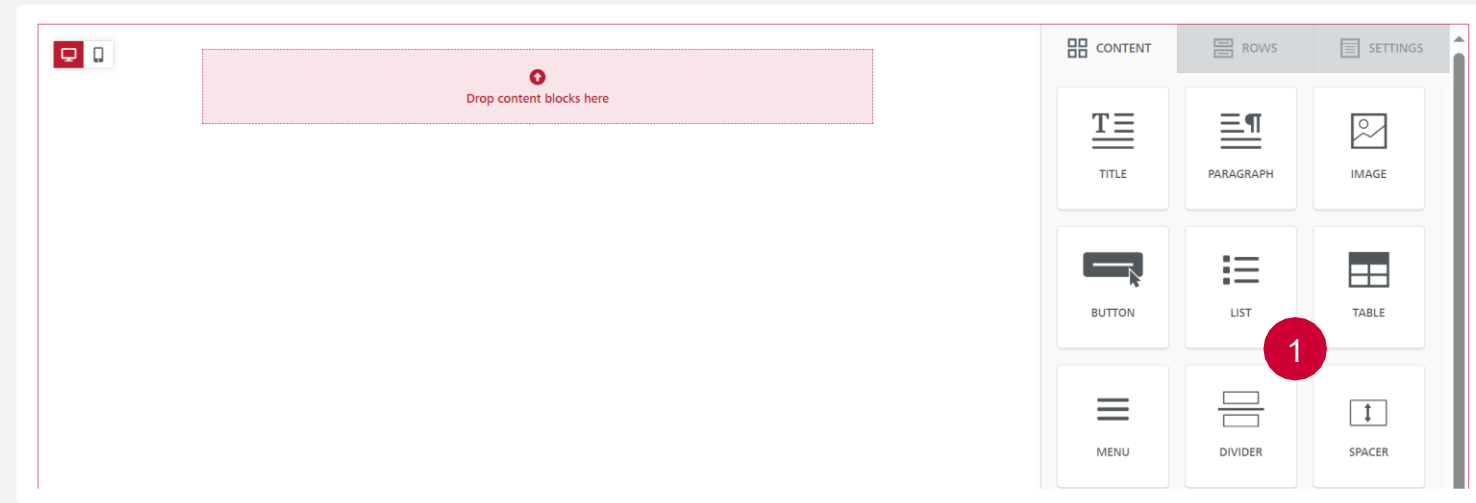 CONTENT ROWS SETTINGS
Drop content blocks here
TITLE PARAGRAPH IMAGE
BUTTON LIST TABLE
1
MENU DIVIDER SPACER